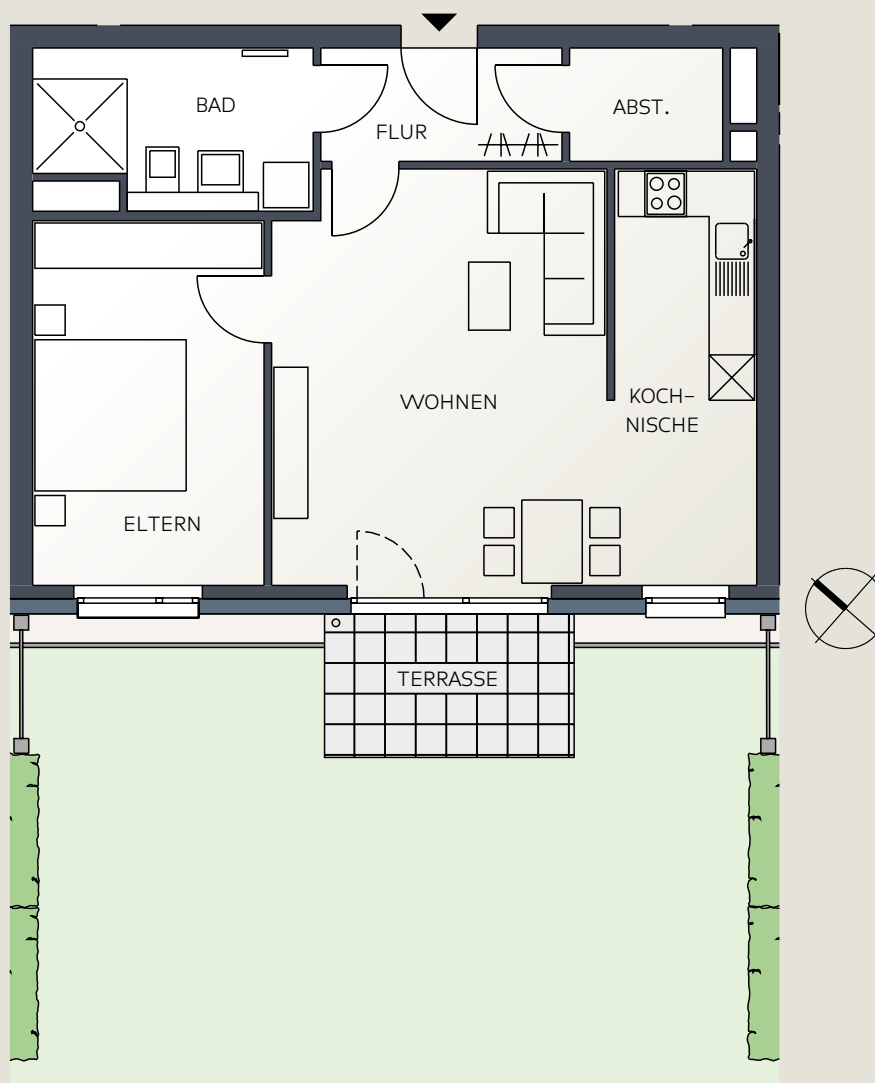 BAD
FLUR
ABST.
WOHNEN
KOCH-
NISCHE
ELTERN
TERRASSE